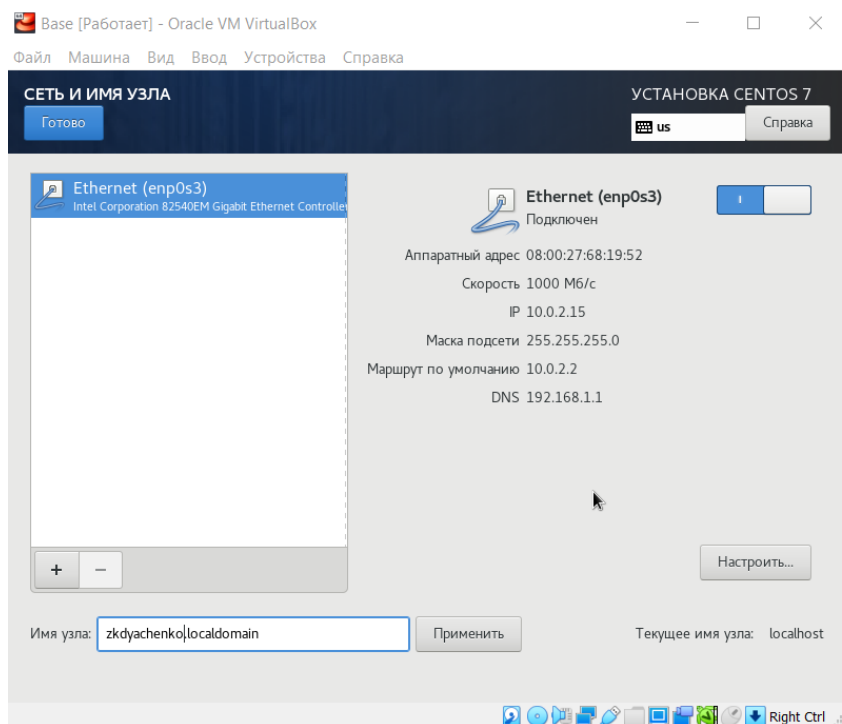 Base [Работает] - Oracle VM VirtualBox
Файл Машина Вид Ввод Устройства Справка
СЕТЬ И ИМЯ УЗЛА
УСТАНОВКА CENTOS 7
Готово
us
Справка
Ethernet (enp0s3)
Intel Corporation 82540EM Gigabit Ethernet Controller
Ethernet (enp0s3)
Подключен
Аппаратный адрес 08:00:27:68:19:52
Скорость 1000 Мб/с
IP 10.0.2.15
Маска подсети 255.255.255.0
Маршрут по умолчанию 10.0.2.2
DNS 192.168.1.1
+ −
Настроить...
Имя узла: zkdyachenko.localdomain Применить Текущее имя узла: localhost
Right Ctrl